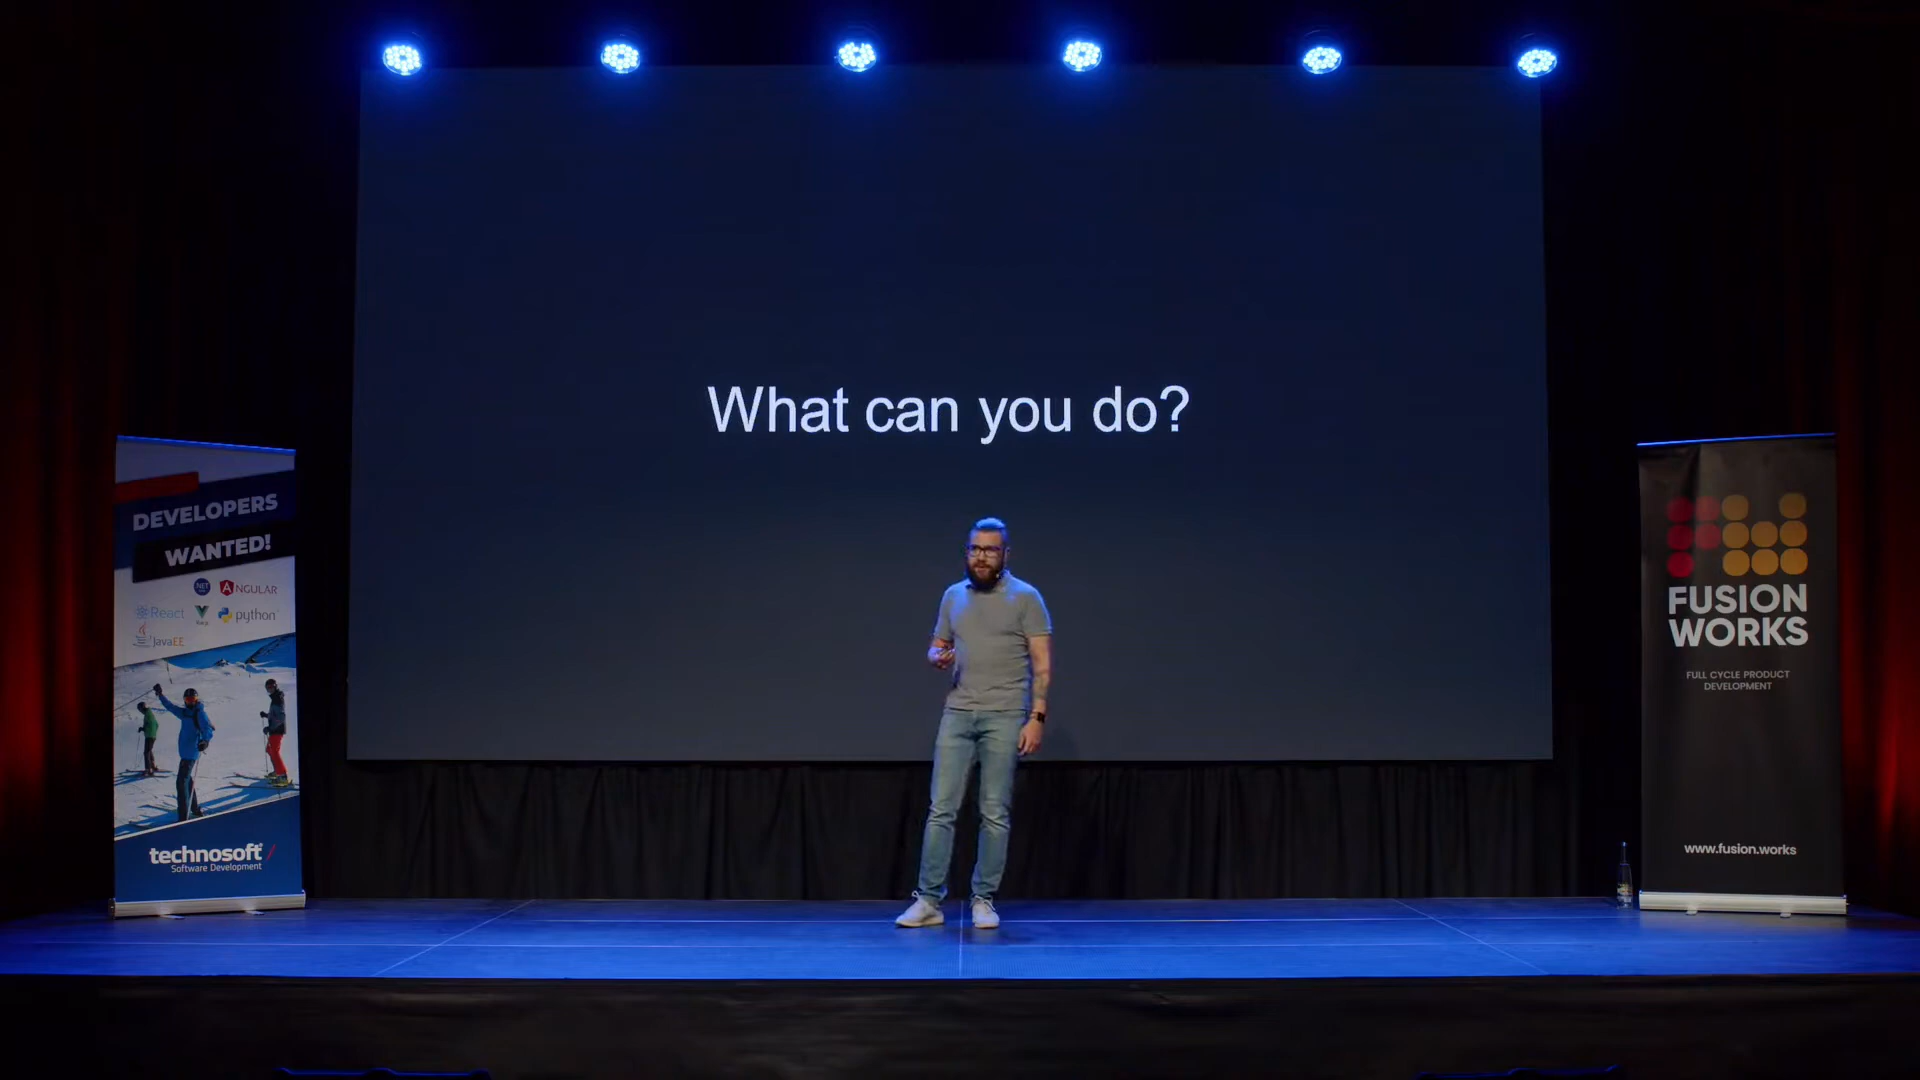 What can you do?
DEVELOPERS
WANTED!
.NET
ANGULAR
React
python
JavaEE
technosoft
Software Development
FUSION
WORKS
FULL CYCLE PRODUCT
DEVELOPMENT
www.fusion.works